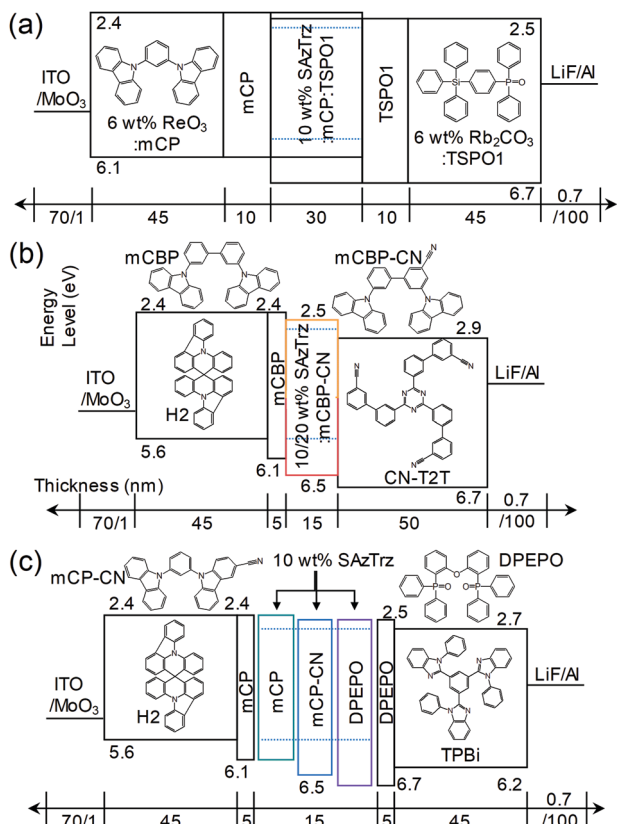 (a)
2.4
2.5
ITO
/MoO₃
N
N
6 wt% ReO₃
:mCP
6.1
mCP
10 wt% SAzTrz
:mCP:TSPO1
TSPO1
Si
P
O
6 wt% Rb₂CO₃
:TSPO1
6.7
LiF/Al
70/1
45
10
30
10
45
0.7
/100
(b)
mCBP
mCBP-CN
N
N
N
N
N
Energy
Level (eV)
2.4
2.4
2.5
2.9
ITO
/MoO₃
N
N
H2
5.6
mCBP
6.1
10/20 wt% SAzTrz
:mCBP-CN
6.5
N
N
N
N
N
N
CN-T2T
6.7
LiF/Al
Thickness (nm)
70/1
45
5
15
50
0.7
/100
(c)
mCP-CN
N
N
N
10 wt% SAzTrz
DPEPO
O
P
O
P
O
2.4
2.4
2.5
2.7
ITO
/MoO₃
N
N
H2
5.6
mCP
6.1
mCP
mCP-CN
6.5
DPEPO
DPEPO
6.7
N
N
N
N
N
N
TPBi
6.2
LiF/Al
70/1
45
5
15
5
45
0.7
/100